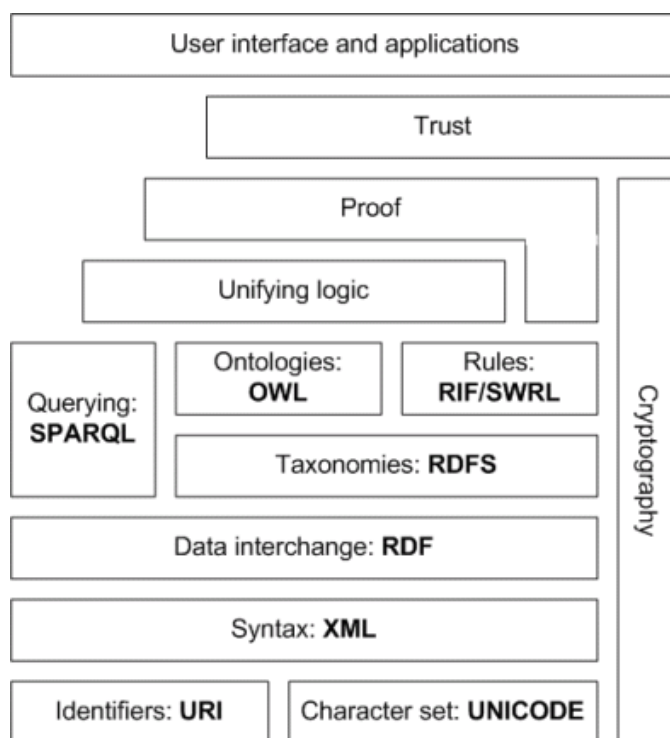 User interface and applications
Trust
Proof
Unifying logic
Ontologies:
OWL
Rules:
RIF/SWRL
Querying:
SPARQL
Taxonomies: RDFS
Cryptography
Data interchange: RDF
Syntax: XML
Identifiers: URI
Character set: UNICODE